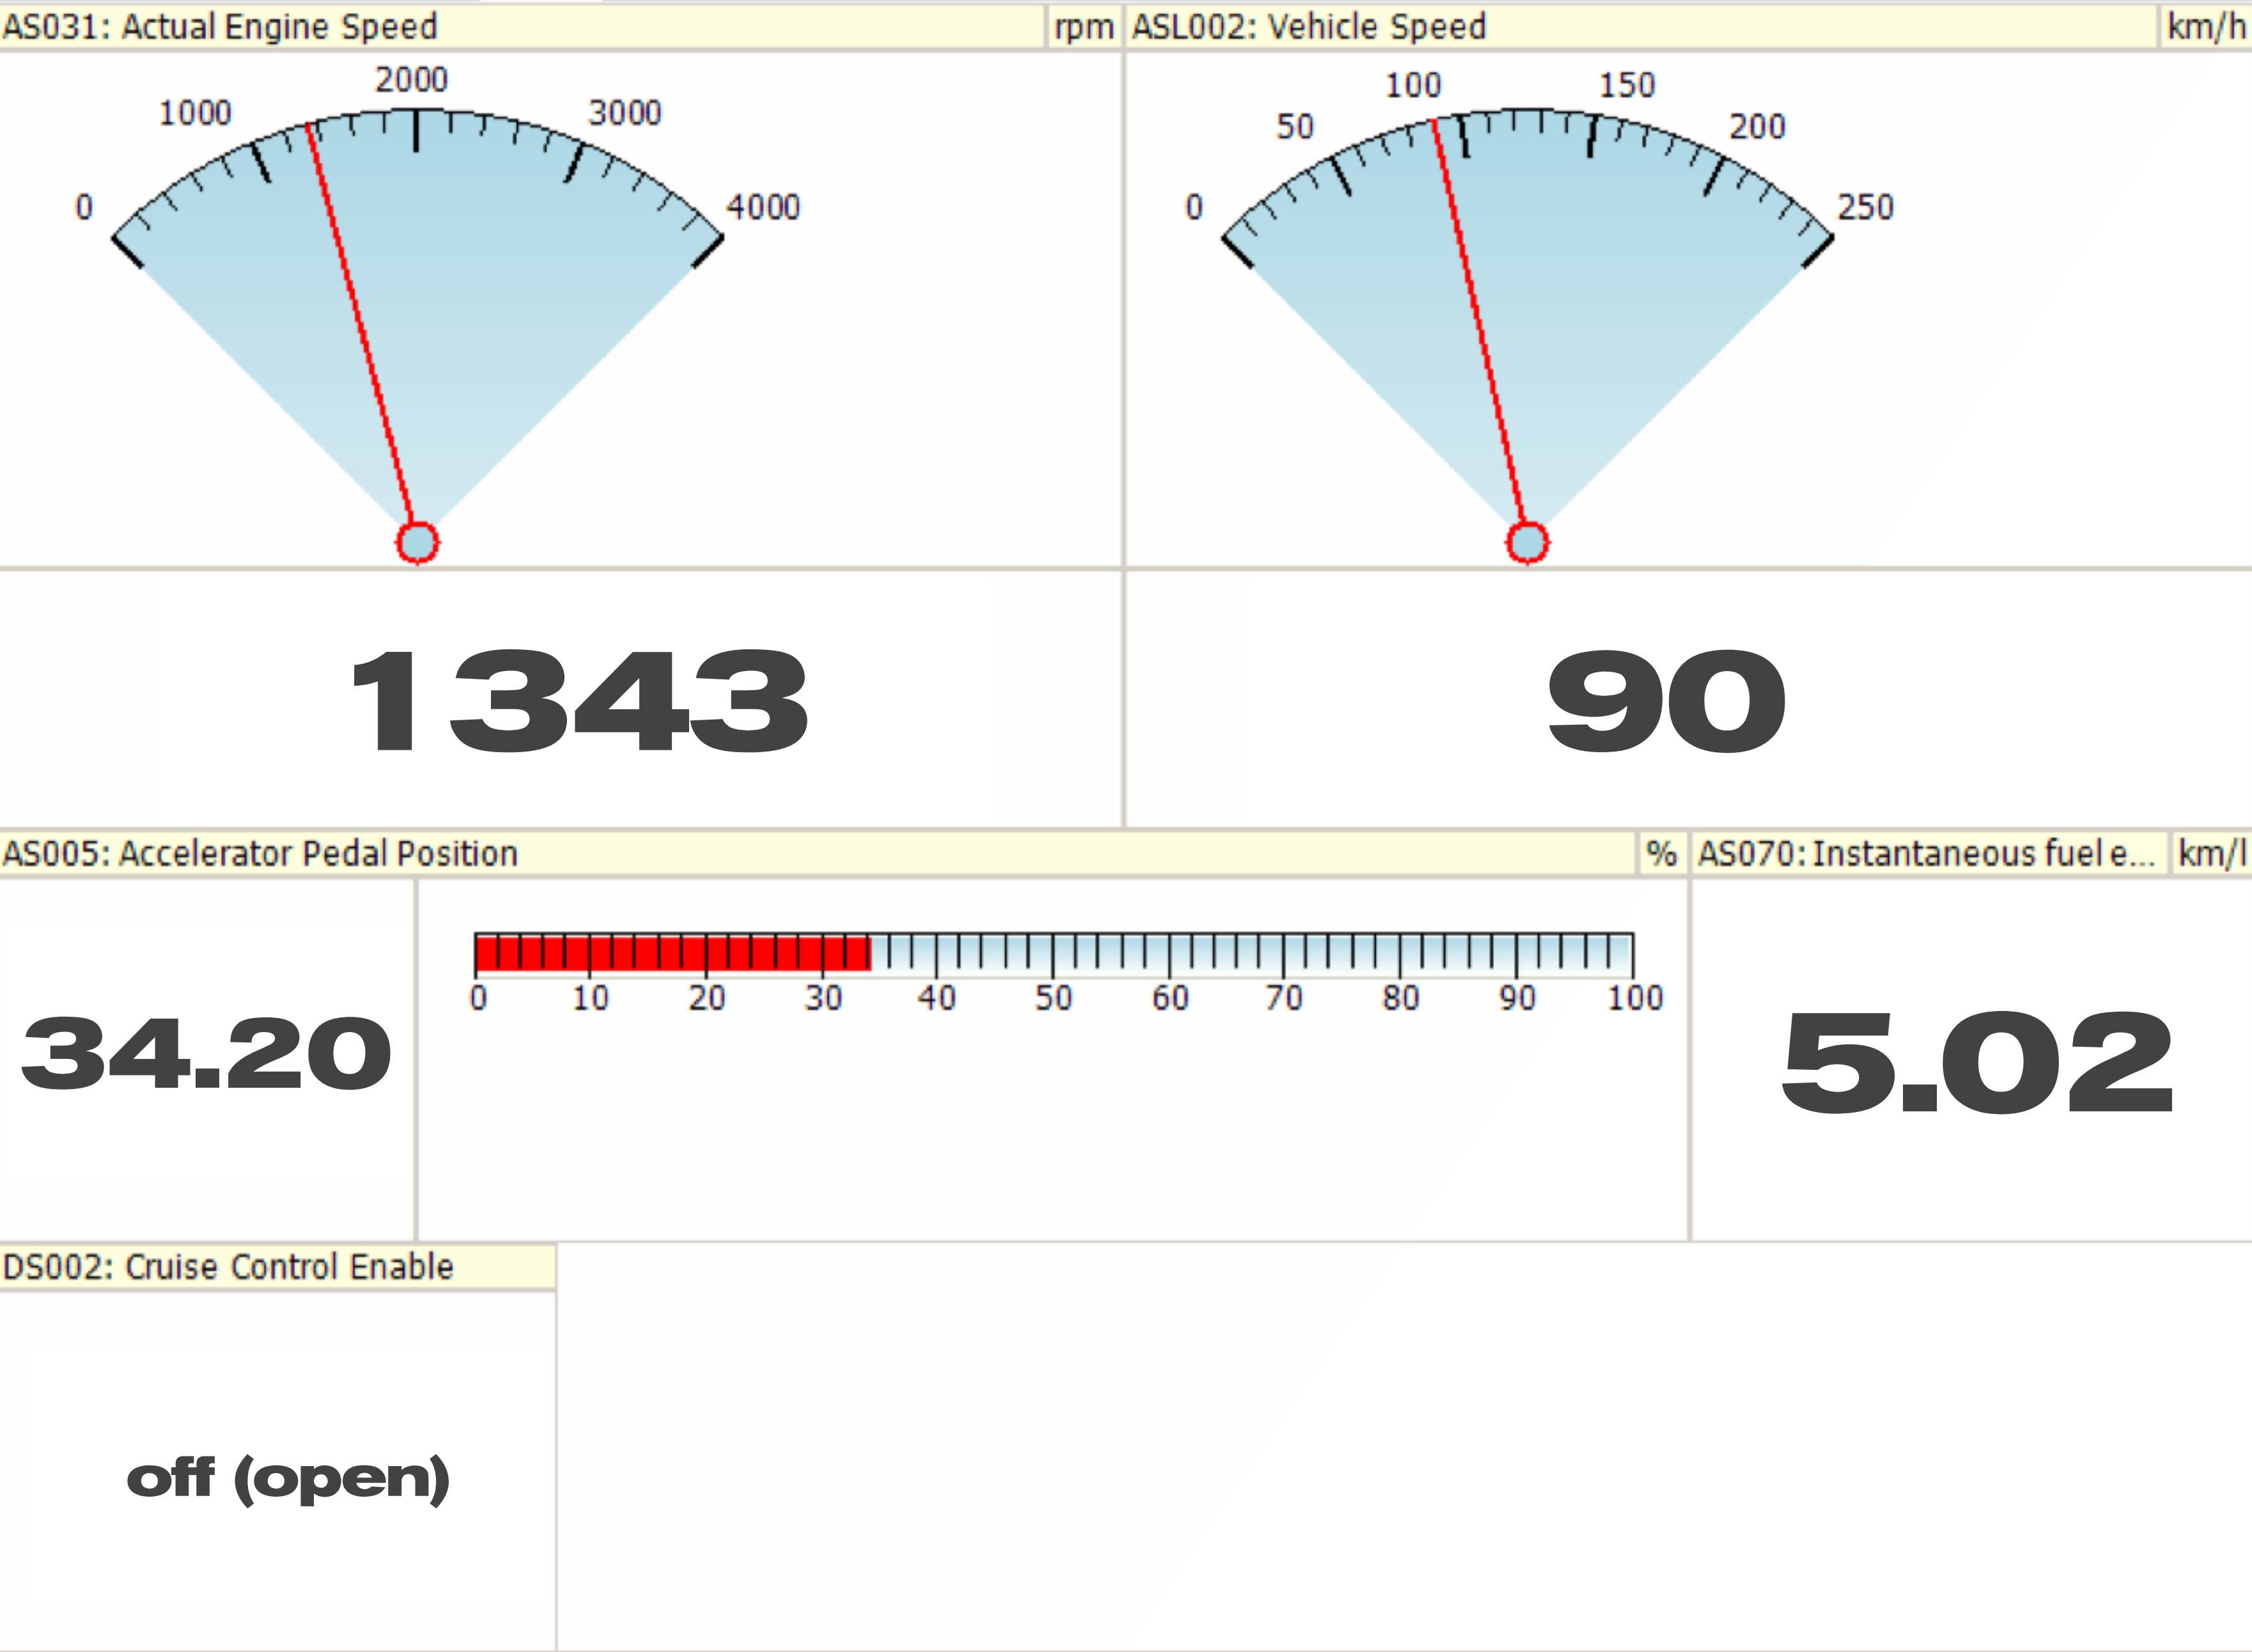 AS031: Actual Engine Speed rpm ASL002: Vehicle Speed km/h
0 1000 2000 3000 4000
0 50 100 150 200 250
1343 90
AS005: Accelerator Pedal Position % AS070: Instantaneous fuel e... km/l
34.20
0 10 20 30 40 50 60 70 80 90 100
5.02
DS002: Cruise Control Enable
off (open)